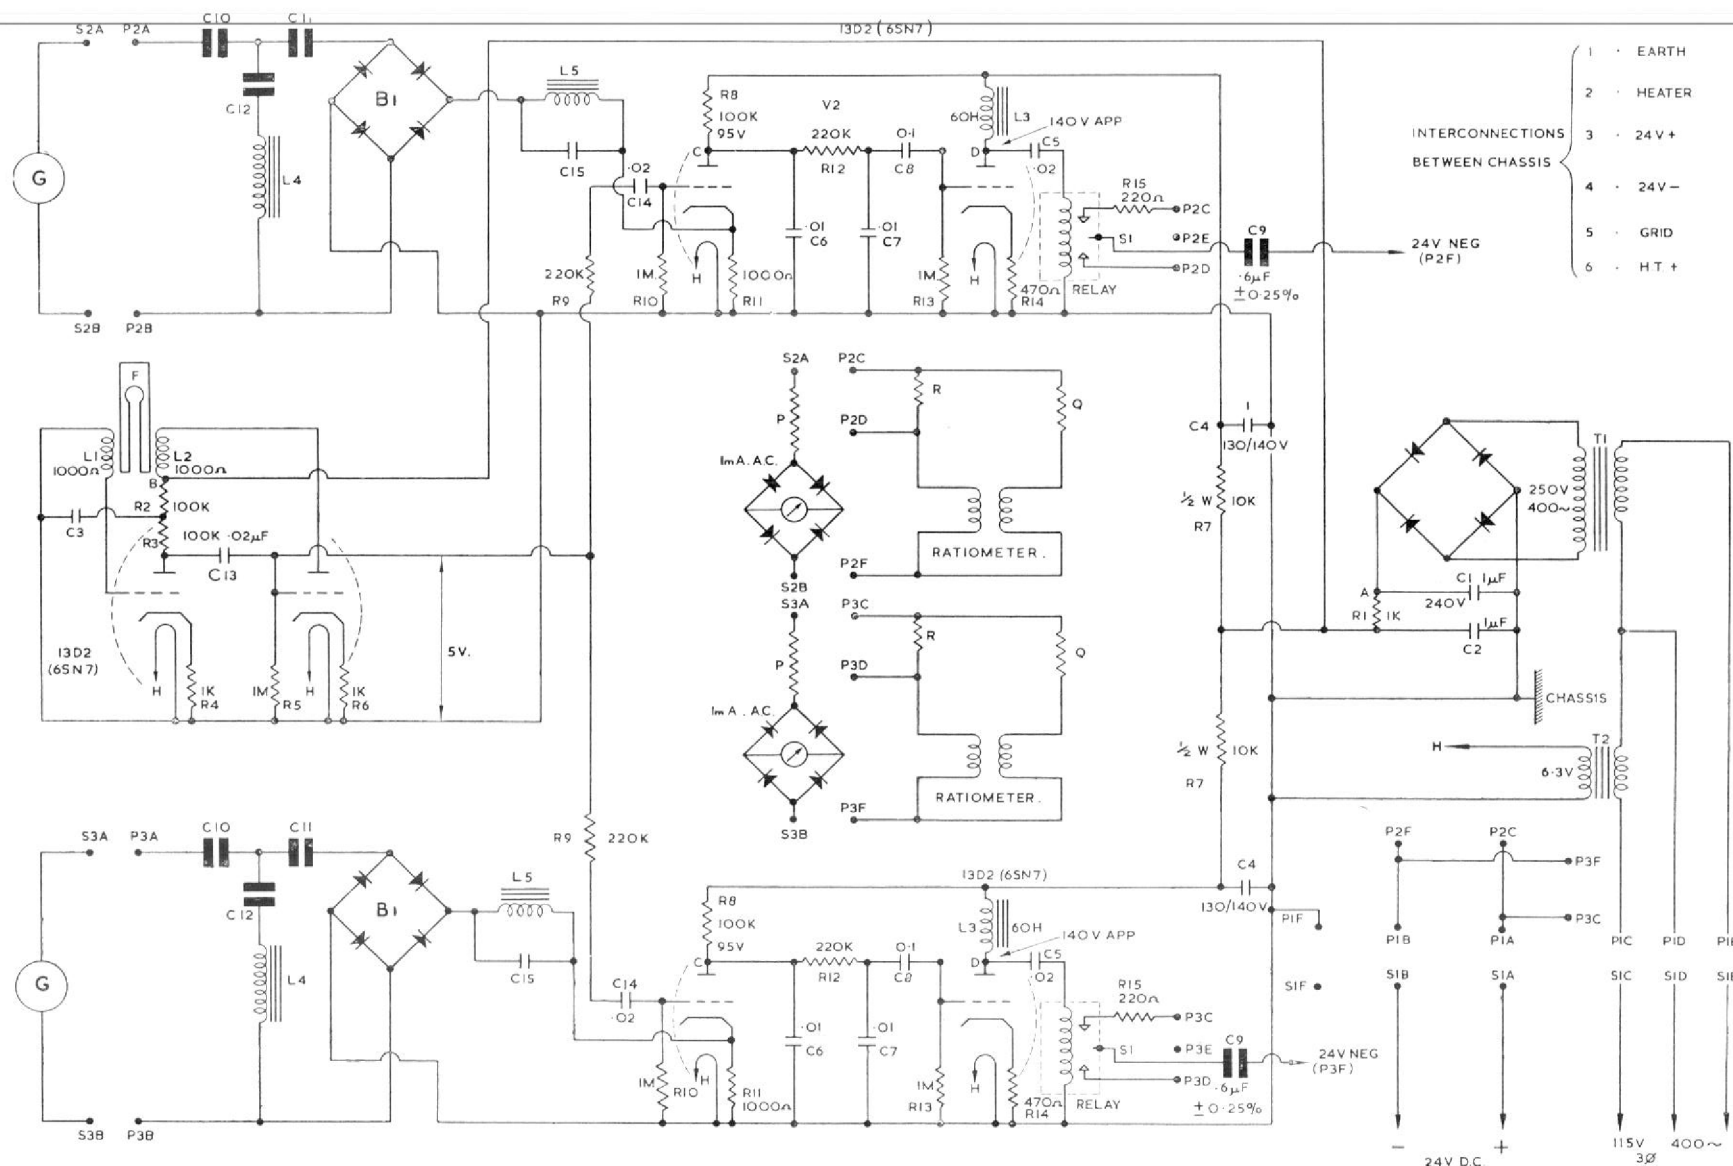 S2A P2A C10 C11
13D2 (6SN7)
C12
B1
L5
R8
100K
95V
V2
220K
R12
0·1
C8
60H
L3
140V APP
C5
·02
G
L4
C15
·02
C14
C
D
R15
220Ω
P2C
S1
P2E
P2D
C9
·6µF
±0·25%
24V NEG
(P2F)
220K
R9
1M
R10
H
1000Ω
R11
·01
C6
·01
C7
1M
R13
H
470Ω
R14
RELAY
S2B P2B
INTERCONNECTIONS
BETWEEN CHASSIS
1 · EARTH
2 · HEATER
3 · 24V+
4 · 24V−
5 · GRID
6 · H.T +
F
L1
1000Ω
L2
1000Ω
B
R2
100K
C3
R3
100K ·02µF
C13
13D2
(6SN7)
H
1K
R4
1M
R5
H
1K
R6
5V.
S2A P2C
P
R
Q
P2D
1mA.A.C.
RATIOMETER.
S2B P2F
S3A P3C
P
R
Q
P3D
1mA.AC.
RATIOMETER.
P3F
S3B
C4
1
130/140V
½ W 10K
R7
½ W 10K
R7
250V
400~
T1
A
C1 1µF
240V
R1 1K
1µF
C2
CHASSIS
T2
H
6·3V
S3A P3A C10 C11
C12
B1
L5
G
L4
C15
R9 220K
C14
·02
13D2 (6SN7)
R8
100K
95V
C
220K
R12
0·1
C8
L3 60H
140V APP
D
C5
·02
C4
130/140V
R15
220Ω
P3C
S1
P3E
P3D
C9
·6µF
±0·25%
24V NEG
(P3F)
1M
R10
H
R11
1000Ω
·01
C6
·01
C7
1M
R13
H
470Ω
R14
RELAY
S3B P3B
P2F P2C
P3F
P3C
P1F
P1B P1A P1C P1D
S1F
S1B S1A S1C S1D
− +
24V D.C.
115V 400~
3Ø